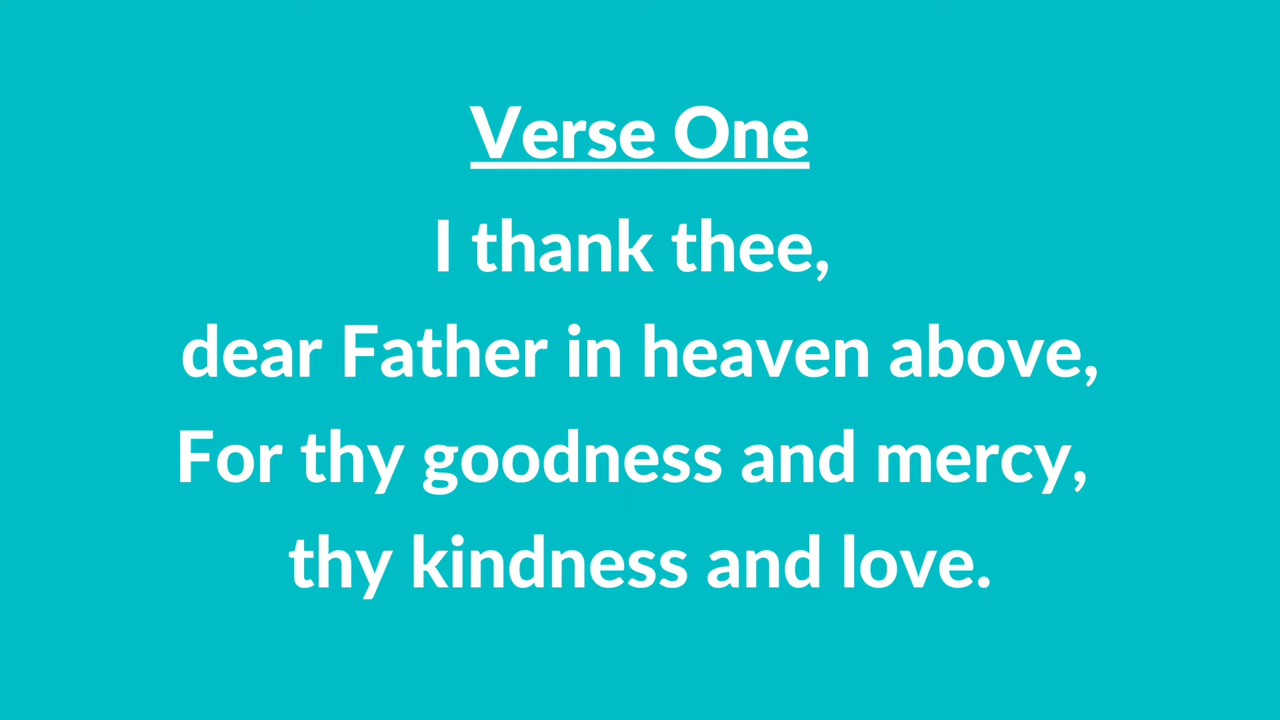 Verse One
I thank thee,
dear Father in heaven above,
For thy goodness and mercy,
thy kindness and love.